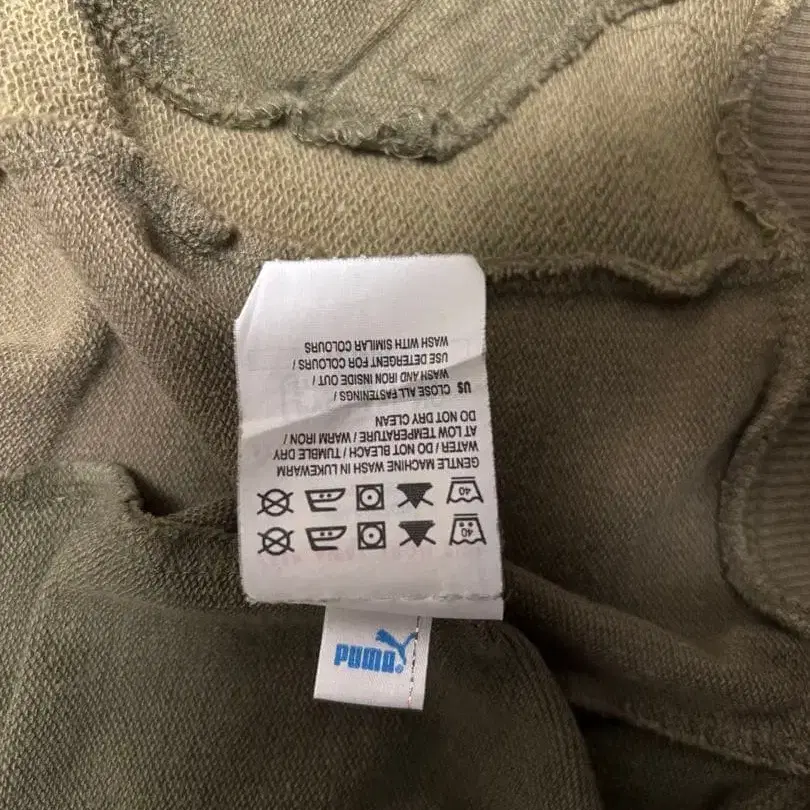 40
40
GENTLE MACHINE WASH IN LUKEWARM
WATER / DO NOT BLEACH / TUMBLE DRY
AT LOW TEMPERATURE / WARM IRON /
DO NOT DRY CLEAN
US CLOSE ALL FASTENINGS /
WASH AND IRON INSIDE OUT /
USE DETERGENT FOR COLOURS /
WASH WITH SIMILAR COLOURS
PUMA